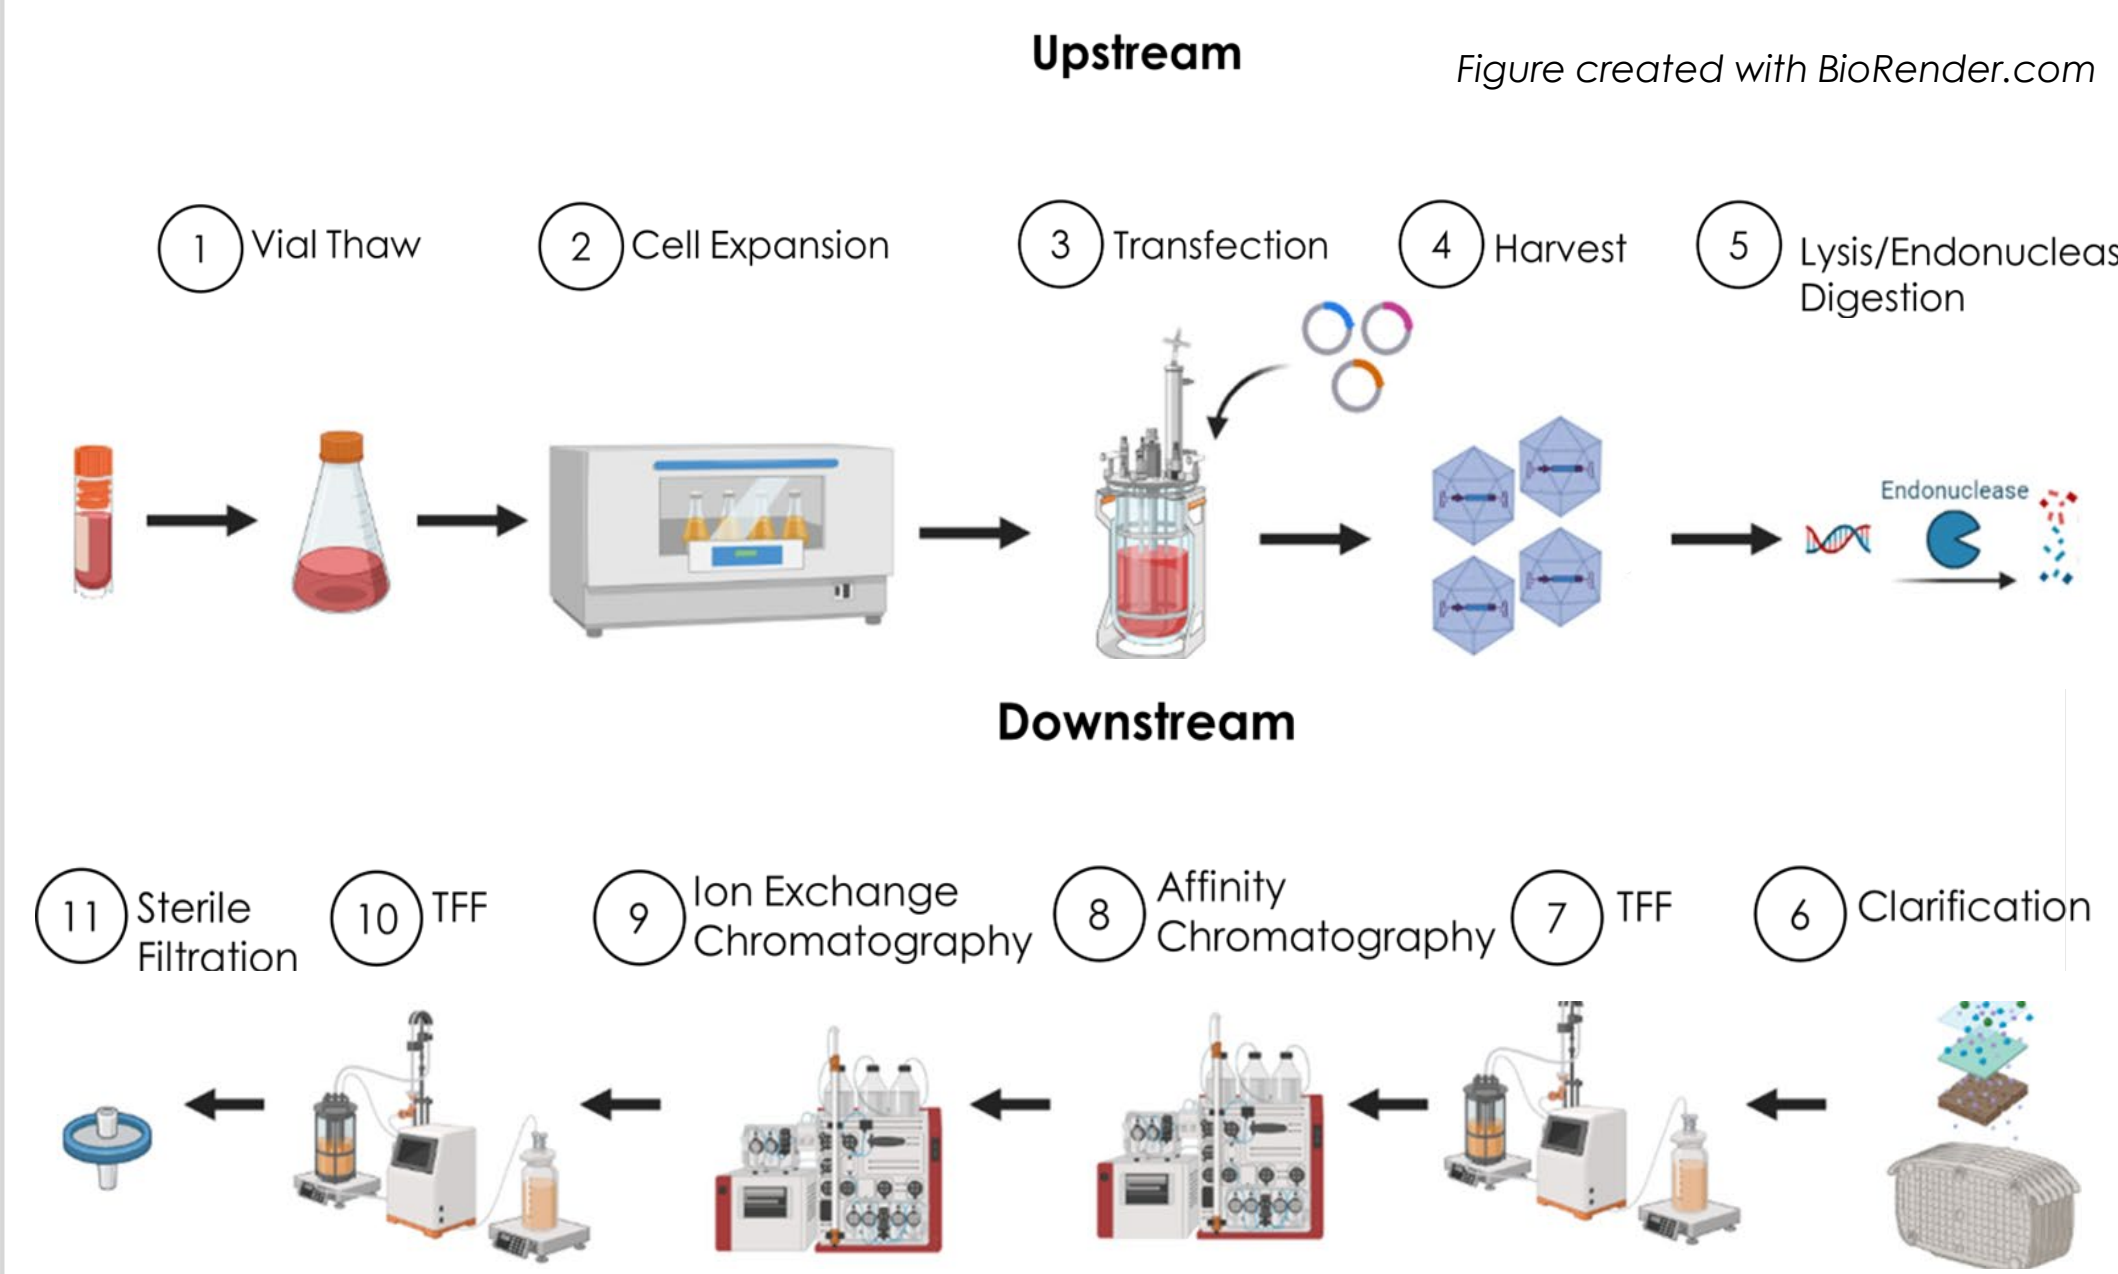 Upstream
Figure created with BioRender.com
1 Vial Thaw
2 Cell Expansion
3 Transfection
4 Harvest
5 Lysis/Endonucleas
Digestion
Endonuclease
Downstream
11 Sterile
Filtration
10 TFF
9 Ion Exchange
Chromatography
8 Affinity
Chromatography
7 TFF
6 Clarification